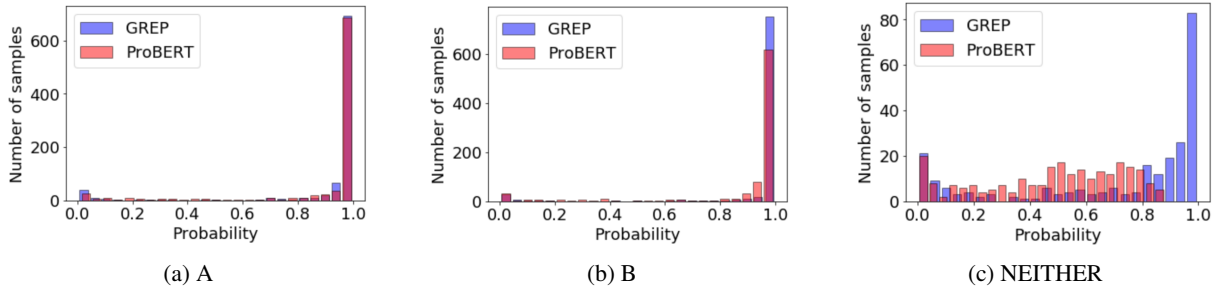 Number of samples
600
400
200
0
GREP
ProBERT
0.0 0.2 0.4 0.6 0.8 1.0
Probability
(a) A
Number of samples
600
400
200
0
GREP
ProBERT
0.0 0.2 0.4 0.6 0.8 1.0
Probability
(b) B
Number of samples
80
60
40
20
0
GREP
ProBERT
0.0 0.2 0.4 0.6 0.8 1.0
Probability
(c) NEITHER